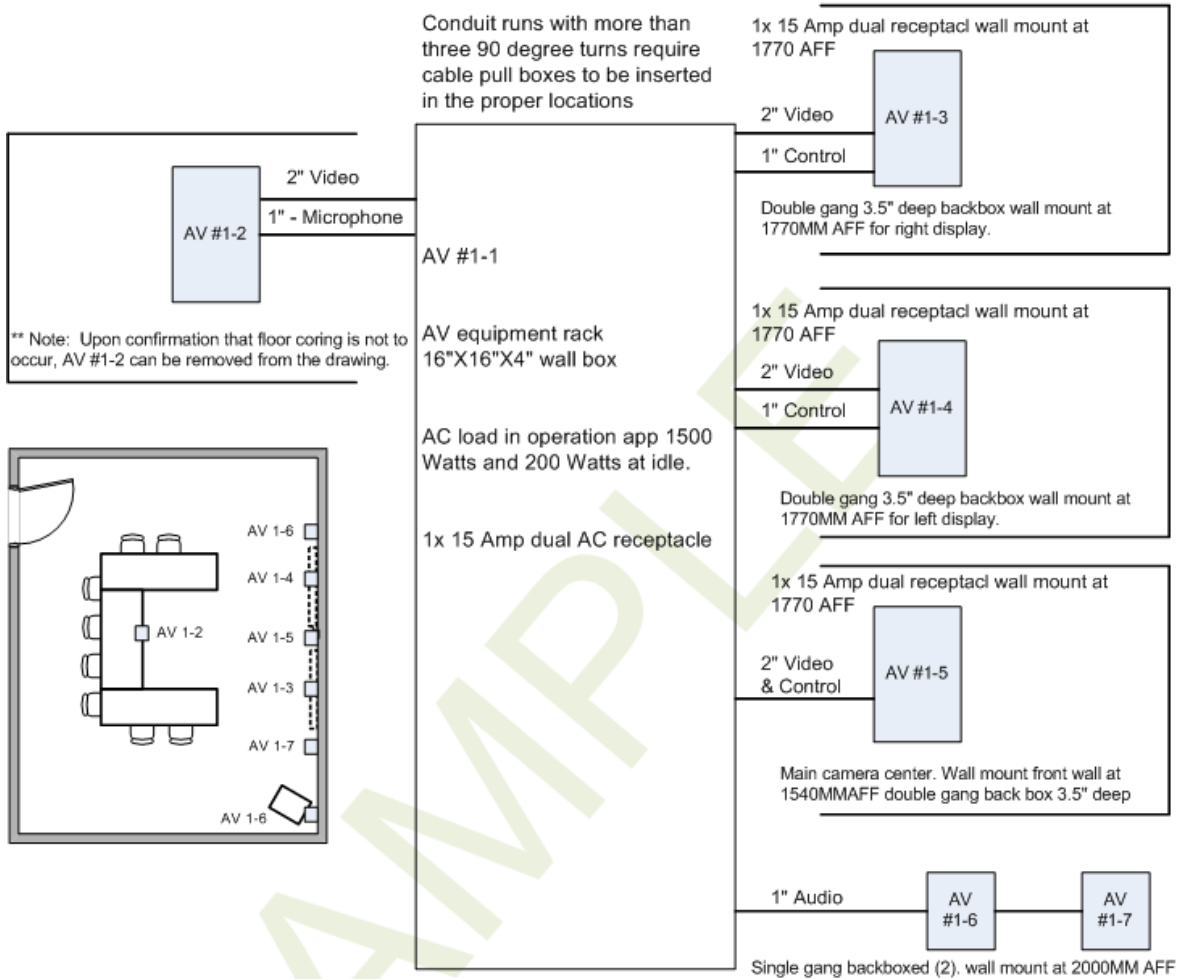 Conduit runs with more than
three 90 degree turns require
cable pull boxes to be inserted
in the proper locations
AV #1-2
2" Video
1" - Microphone
** Note:  Upon confirmation that floor coring is not to
occur, AV #1-2 can be removed from the drawing.
AV #1-1
AV equipment rack
16"X16"X4" wall box
AC load in operation app 1500
Watts and 200 Watts at idle.
1x 15 Amp dual AC receptacle
1x 15 Amp dual receptacl wall mount at
1770 AFF
2" Video
1" Control
AV #1-3
Double gang 3.5" deep backbox wall mount at
1770MM AFF for right display.
1x 15 Amp dual receptacl wall mount at
1770 AFF
2" Video
1" Control
AV #1-4
Double gang 3.5" deep backbox wall mount at
1770MM AFF for left display.
1x 15 Amp dual receptacl wall mount at
1770 AFF
2" Video
& Control
AV #1-5
Main camera center. Wall mount front wall at
1540MMAFF double gang back box 3.5" deep
1" Audio
AV
#1-6
AV
#1-7
Single gang backboxed (2). wall mount at 2000MM AFF
AV 1-6
AV 1-4
AV 1-2
AV 1-5
AV 1-3
AV 1-7
AV 1-6
AMPLE